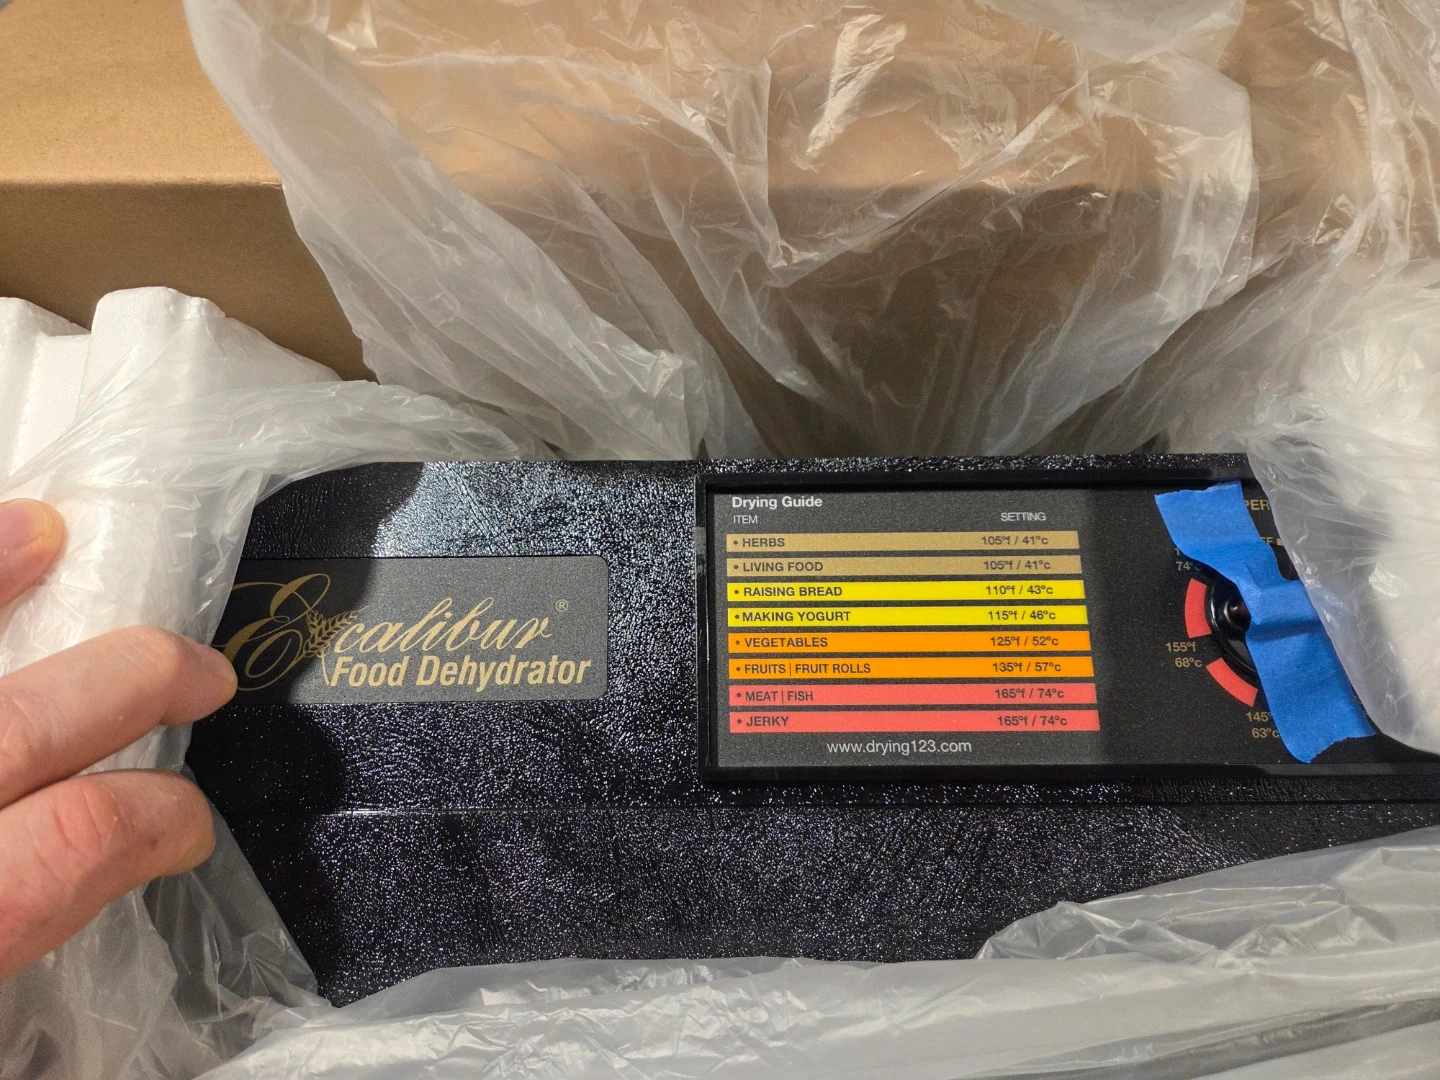 Excalibur®
Food Dehydrator
Drying Guide
ITEM SETTING
• HERBS 105°f / 41°c
• LIVING FOOD 105°f / 41°c
• RAISING BREAD 110°f / 43°c
• MAKING YOGURT 115°f / 46°c
• VEGETABLES 125°f / 52°c
• FRUITS | FRUIT ROLLS 135°f / 57°c
• MEAT | FISH 165°f / 74°c
• JERKY 165°f / 74°c
www.drying123.com
74°c
155°f
68°c
145°
63°c